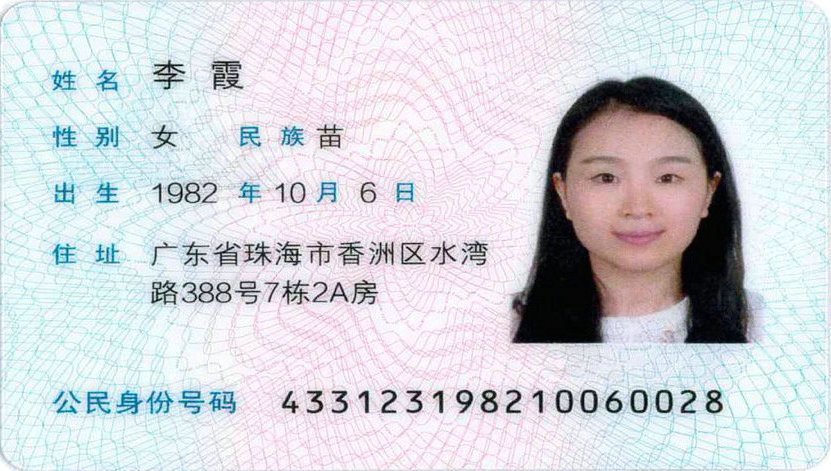 姓名 李霞
性别 女 民族 苗
出生 1982 年 10 月 6 日
住址 广东省珠海市香洲区水湾
路388号7栋2A房
公民身份号码 433123198210060028